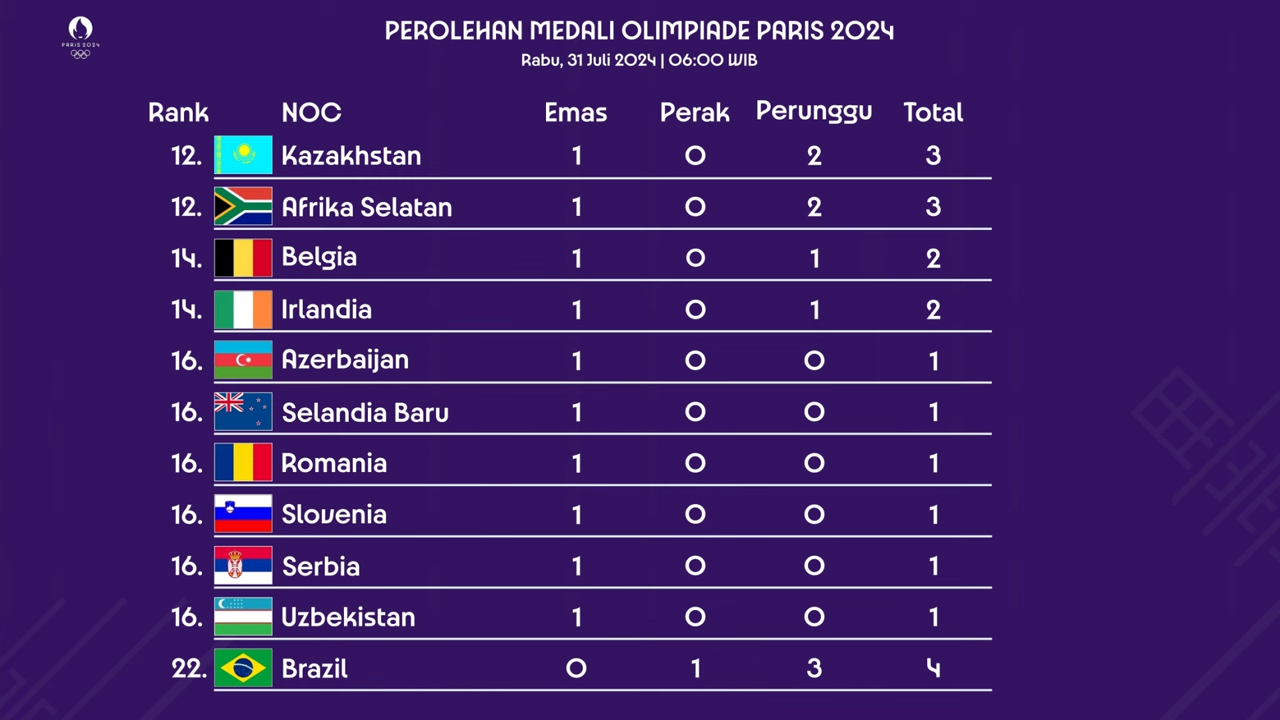 PARIS 2024
PEROLEHAN MEDALI OLIMPIADE PARIS 2024
Rabu, 31 Juli 2024 | 06:00 WIB
Rank NOC Emas Perak Perunggu Total
12. Kazakhstan 1 0 2 3
12. Afrika Selatan 1 0 2 3
14. Belgia 1 0 1 2
14. Irlandia 1 0 1 2
16. Azerbaijan 1 0 0 1
16. Selandia Baru 1 0 0 1
16. Romania 1 0 0 1
16. Slovenia 1 0 0 1
16. Serbia 1 0 0 1
16. Uzbekistan 1 0 0 1
22. Brazil 0 1 3 4